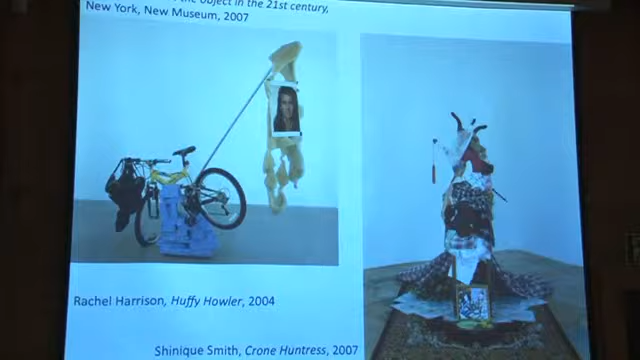 the object in the 21st century,
New York, New Museum, 2007
Rachel Harrison, Huffy Howler, 2004
Shinique Smith, Crone Huntress, 2007